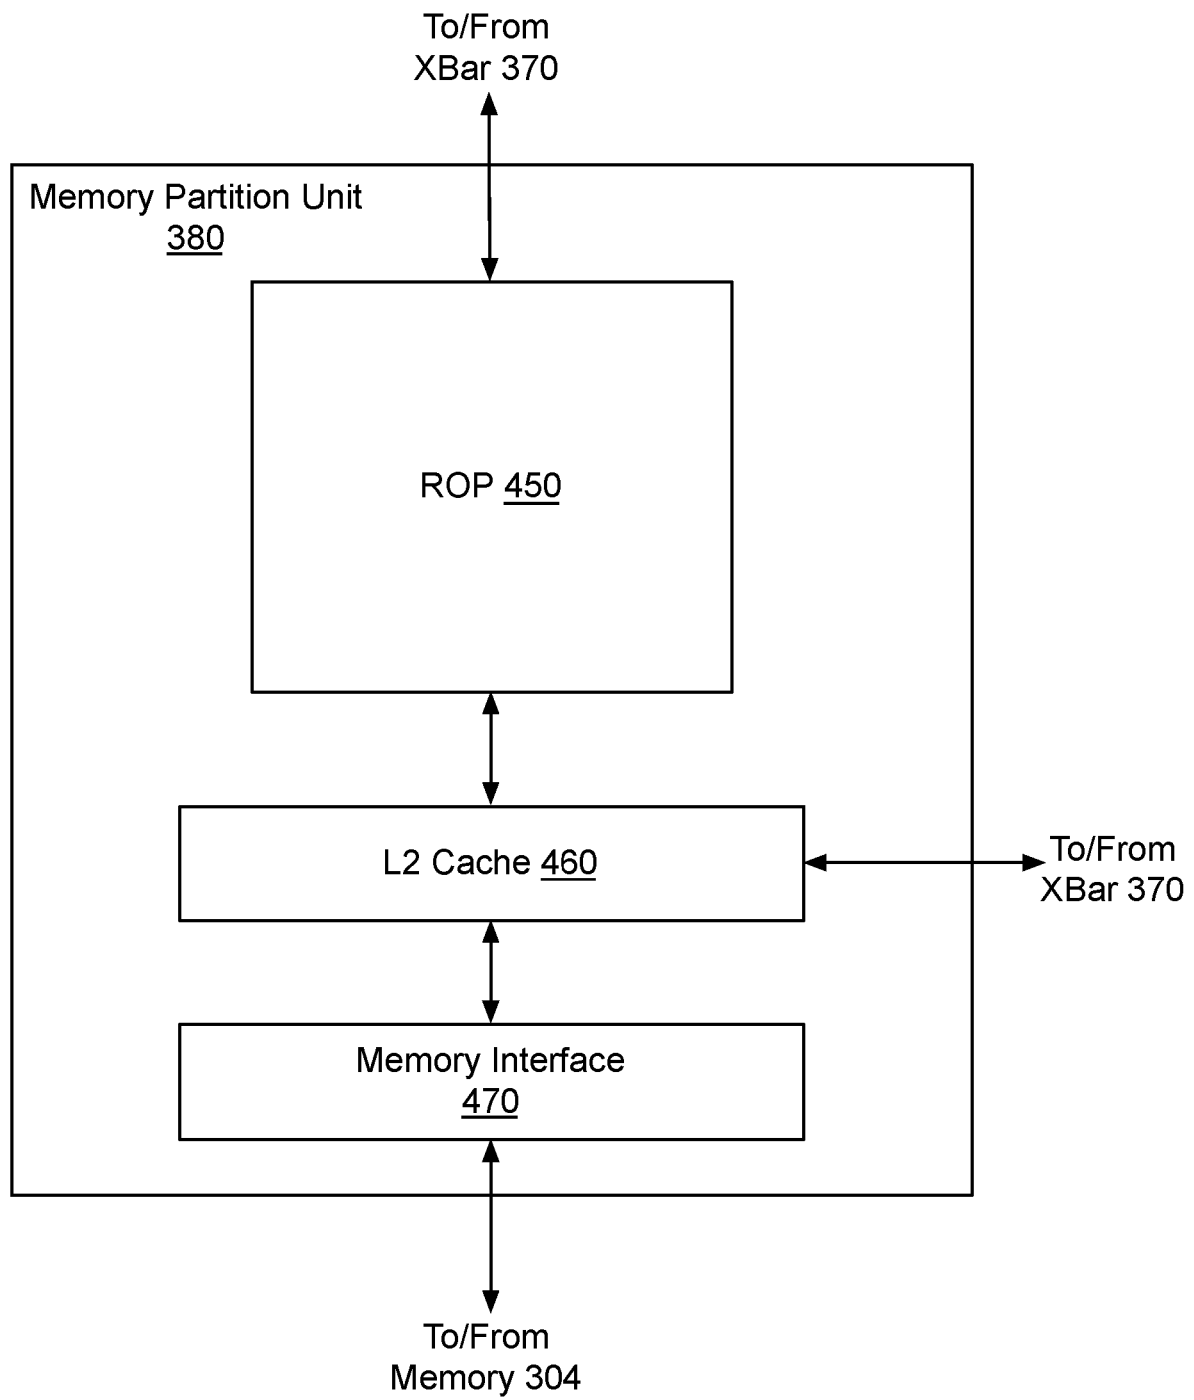 To/From
XBar 370
Memory Partition Unit
380
ROP 450
L2 Cache 460
To/From
XBar 370
Memory Interface
470
To/From
Memory 304